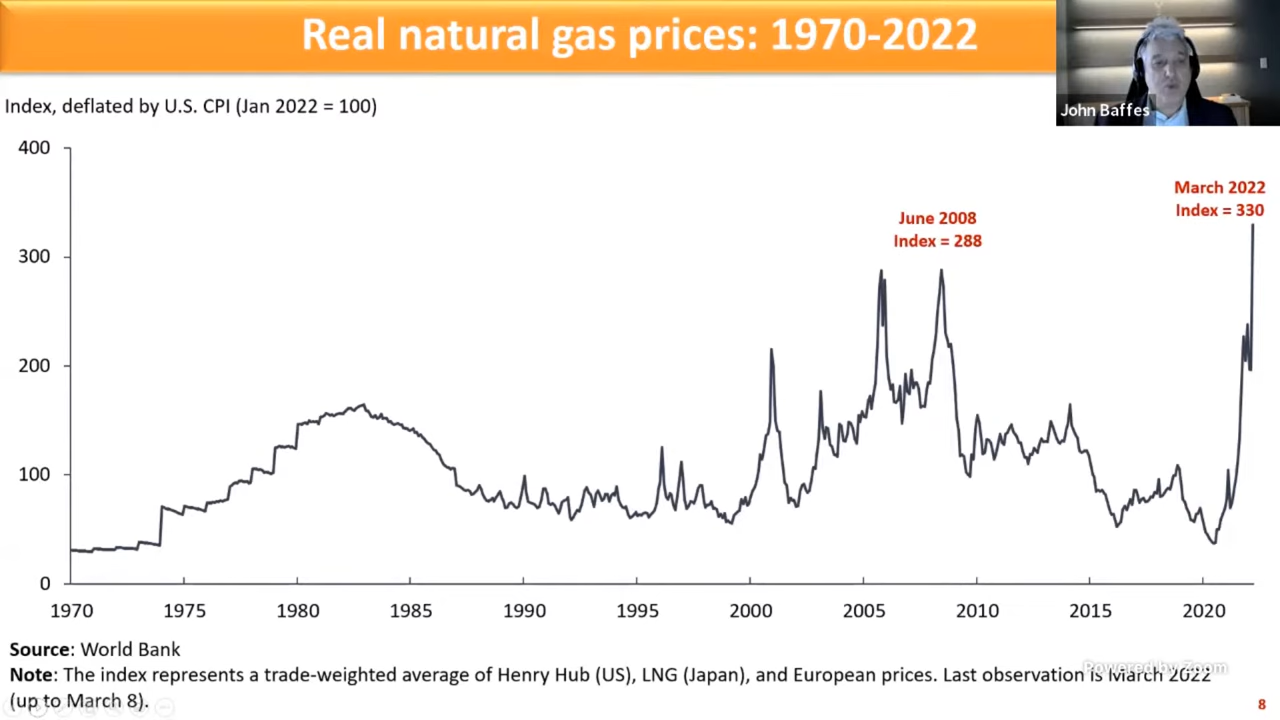 Real natural gas prices: 1970-2022
John Baffes
Index, deflated by U.S. CPI (Jan 2022 = 100)
400
March 2022
Index = 330
June 2008
Index = 288
300
200
100
0
1970 1975 1980 1985 1990 1995 2000 2005 2010 2015 2020
Source: World Bank
Note: The index represents a trade-weighted average of Henry Hub (US), LNG (Japan), and European prices. Last observation is March 2022
(up to March 8).
Powered by Zoom
8